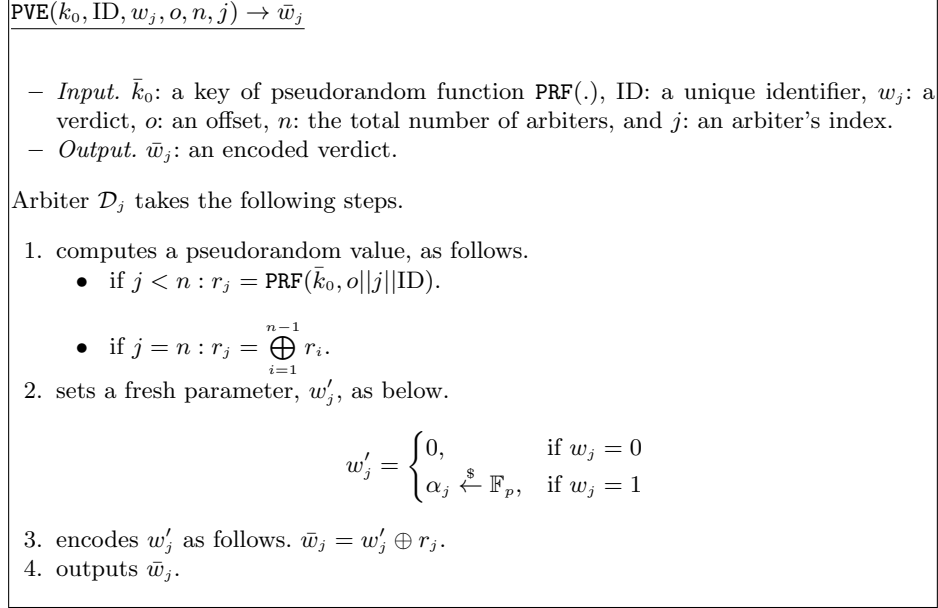 PVE(k₀, ID, wⱼ, o, n, j) → w̄ⱼ
– Input. k̄₀: a key of pseudorandom function PRF(.), ID: a unique identifier, wⱼ: a
verdict, o: an offset, n: the total number of arbiters, and j: an arbiter's index.
– Output. w̄ⱼ: an encoded verdict.
Arbiter 𝒟ⱼ takes the following steps.
1. computes a pseudorandom value, as follows.
• if j < n : rⱼ = PRF(k̄₀, o||j||ID).
• if j = n : rⱼ = ⊕ᵢ₌₁ⁿ⁻¹ rᵢ.
2. sets a fresh parameter, w′ⱼ, as below.
w′ⱼ = { 0, if wⱼ = 0
αⱼ ←$ 𝔽ₚ, if wⱼ = 1
3. encodes w′ⱼ as follows. w̄ⱼ = w′ⱼ ⊕ rⱼ.
4. outputs w̄ⱼ.